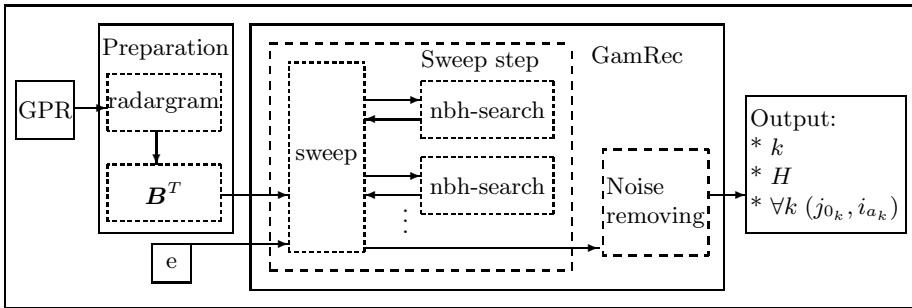 Preparation
GPR
radargram
B^T
e
Sweep step
sweep
nbh-search
nbh-search
⋮
GamRec
Noise
removing
Output:
* k
* H
* ∀k (j_{0_k}, i_{a_k})